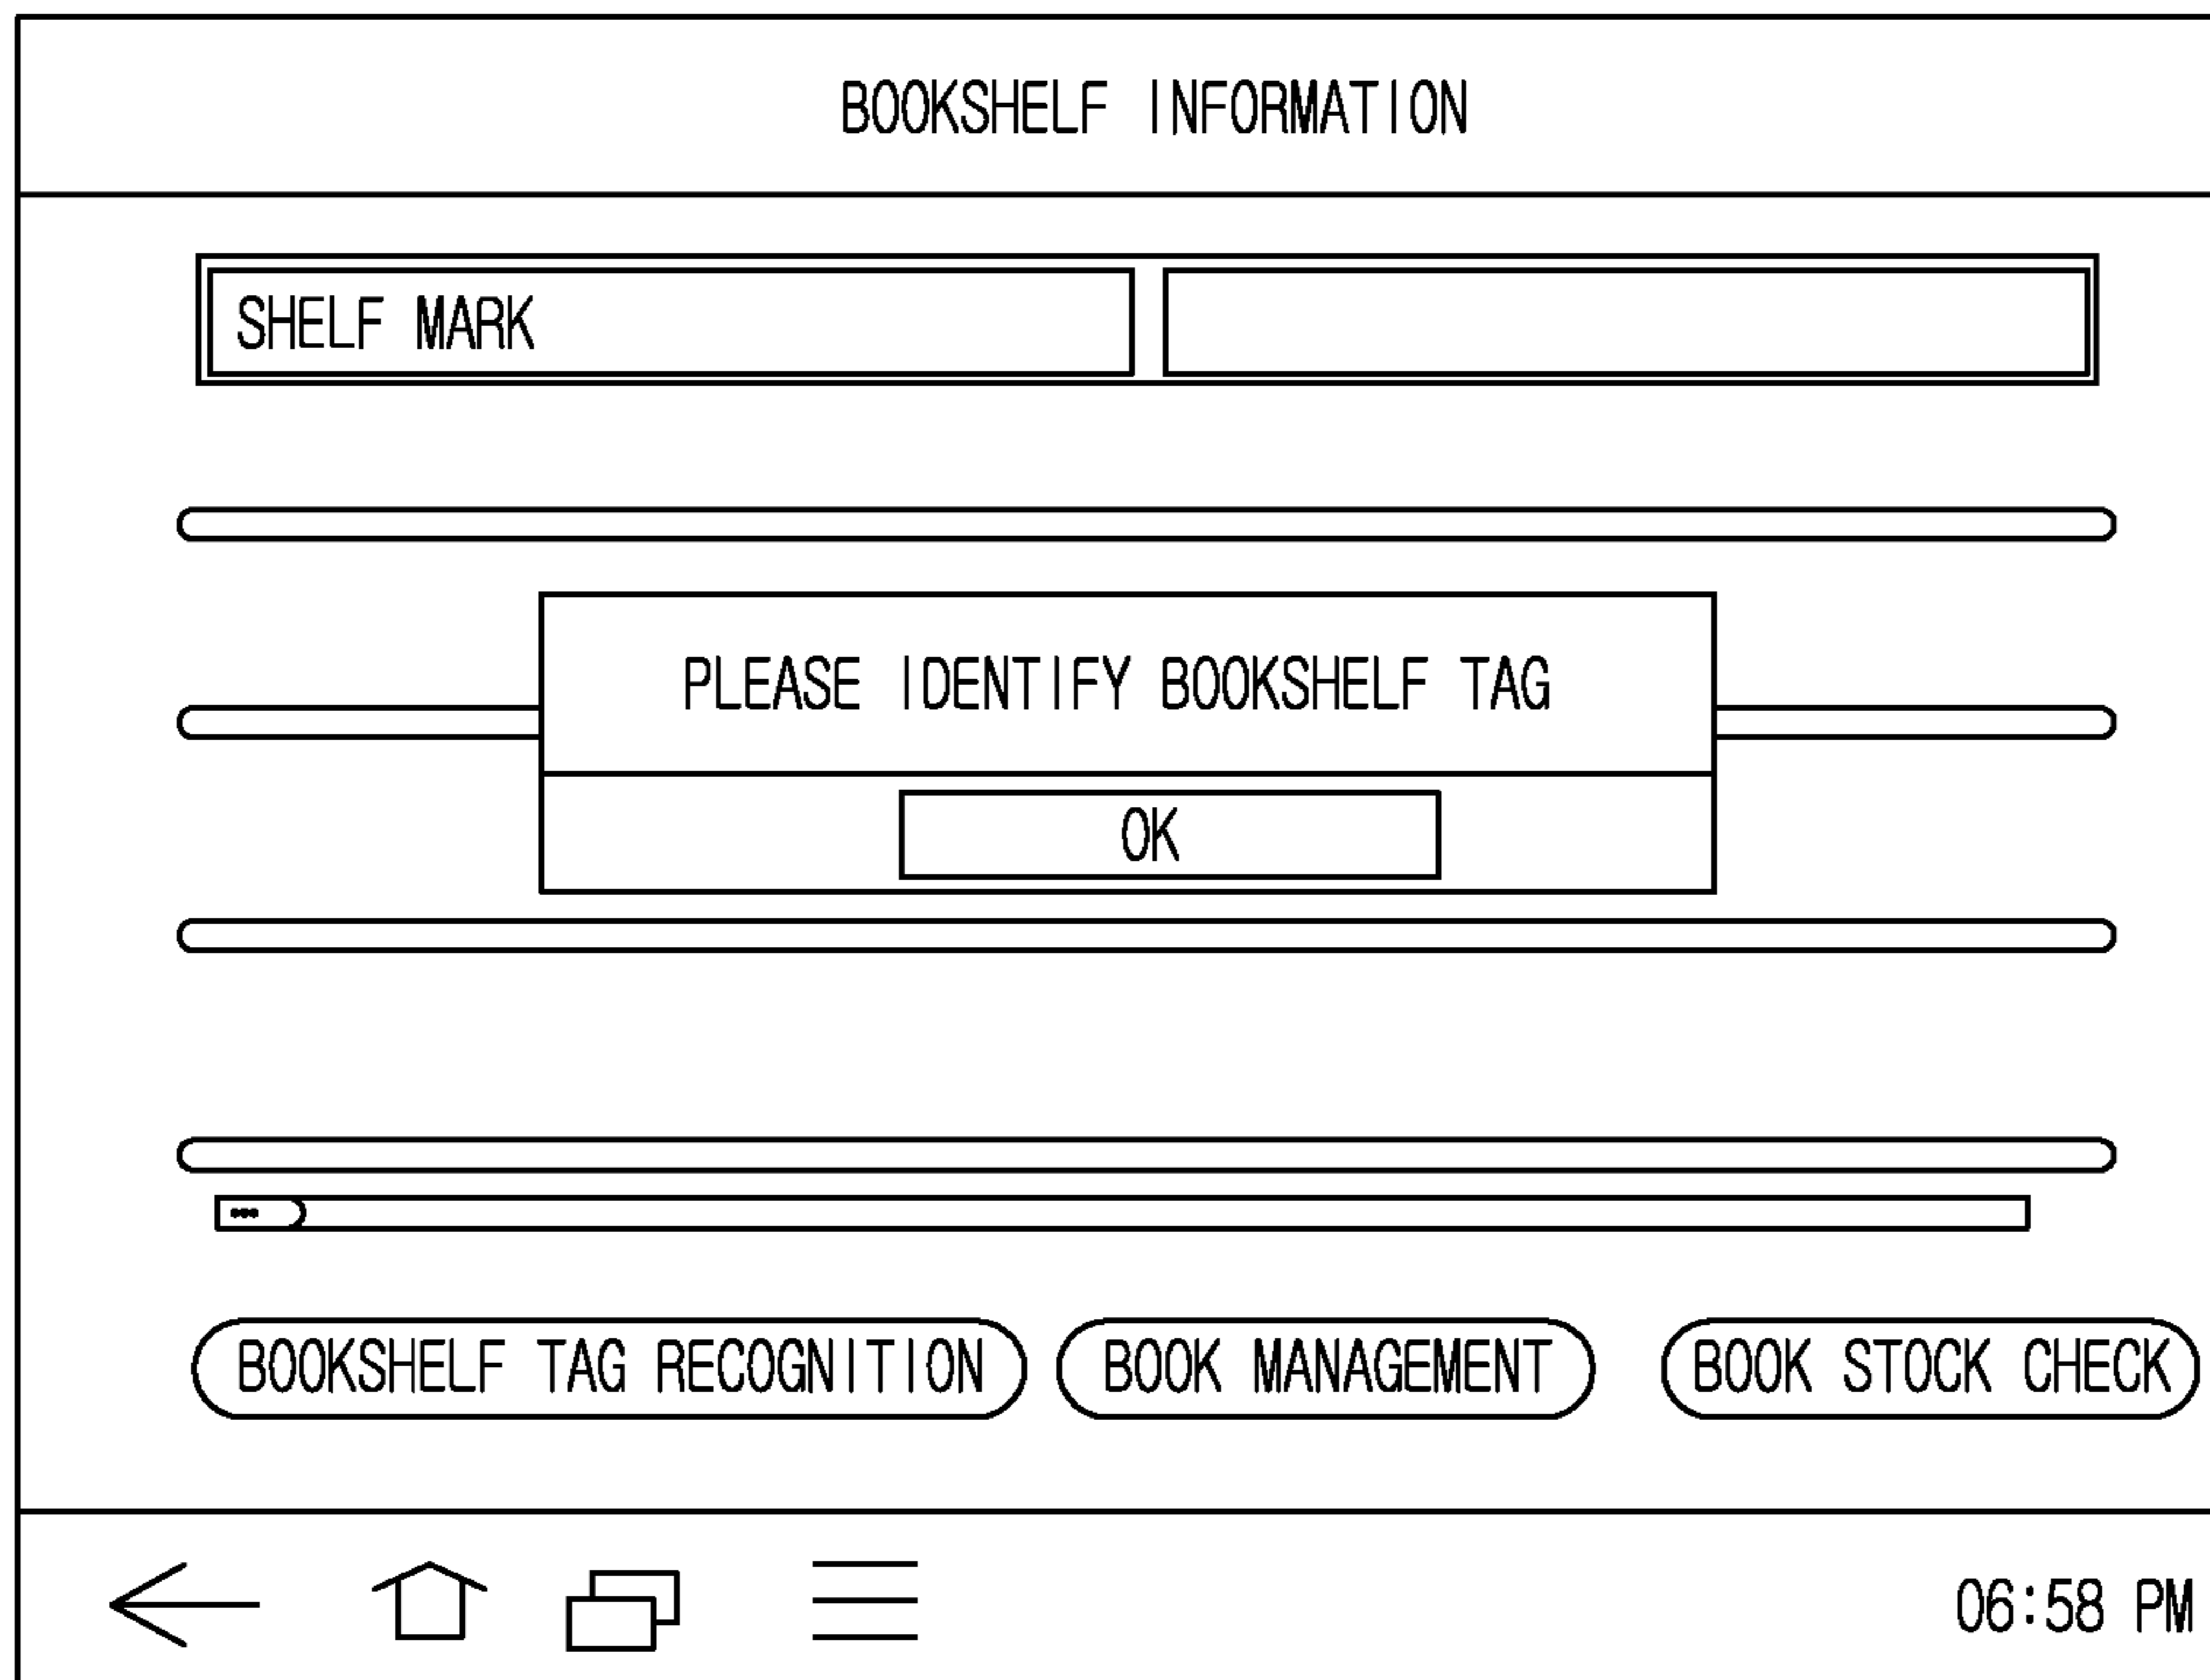 BOOKSHELF INFORMATION
SHELF MARK
PLEASE IDENTIFY BOOKSHELF TAG
OK
BOOKSHELF TAG RECOGNITION
BOOK MANAGEMENT
BOOK STOCK CHECK
06:58 PM